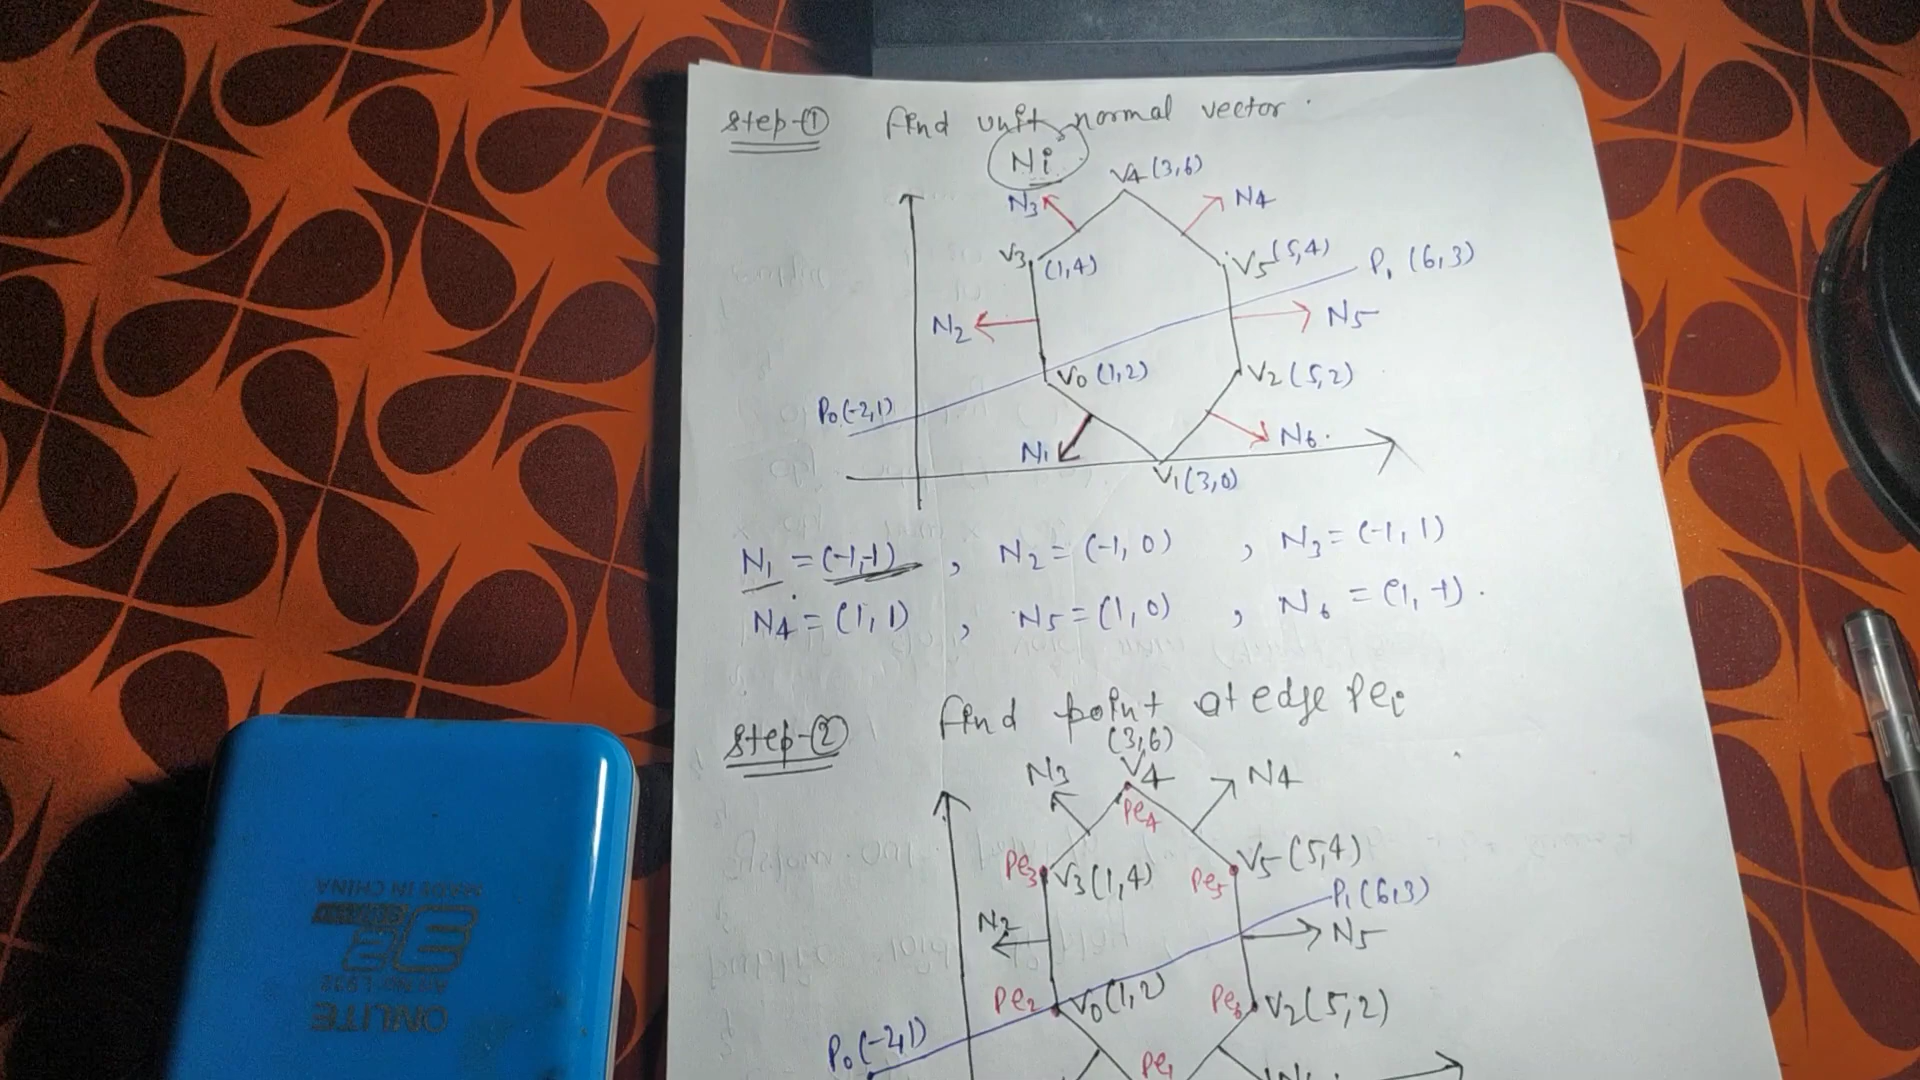 Step-① Find unit normal vector.
Ni
V4 (3,6)
N3
N4
V3
(1,4)
V5 (5,4)
P1 (6,3)
N2
N5
V0 (1,2)
V2 (5,2)
P0 (-2,1)
N1
N6.
V1 (3,0)
N1 = (-1,-1) , N2 = (-1, 0) , N3 = (-1, 1)
N4 = (1, 1) , N5 = (1, 0) , N6 = (1, -1) .
Step-② Find point at edge Pei
(3,6)
N3
V4
N4
Pe4
Pe3
V3 (1,4)
Pe5
V5 (5,4)
P1 (6,3)
N2
N5
Pe2
V0 (1,2)
Pe6
V2 (5,2)
P0 (-2,1)
Pe1
ONLITE
MADE IN CHINA